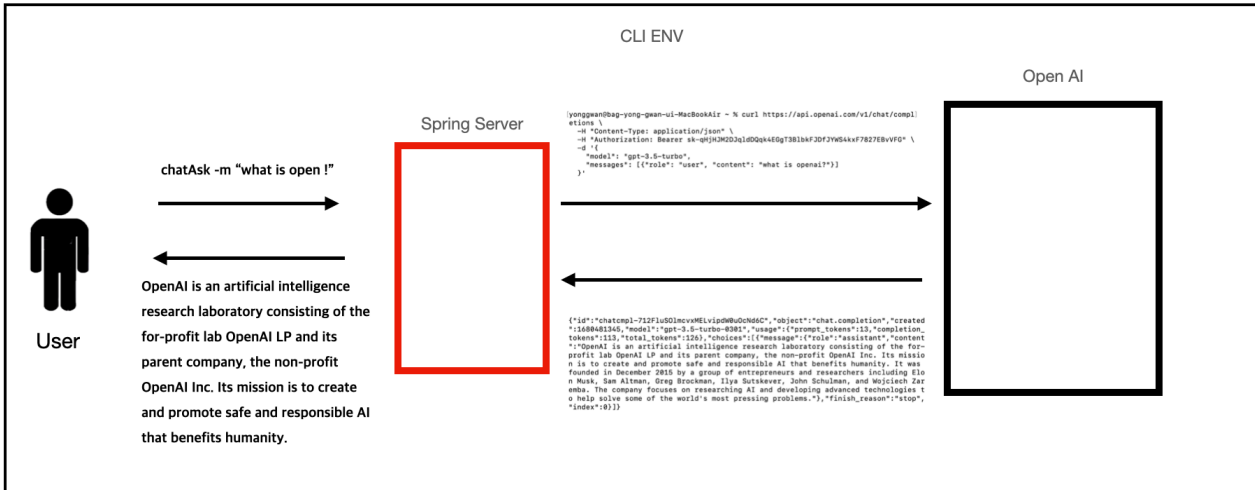 CLI ENV
Open AI
Spring Server
[yonggwan@bag-yong-gwan-ui-MacBookAir ~ % curl https://api.openai.com/v1/chat/compl]
etions \
-H "Content-Type: application/json" \
-H "Authorization: Bearer
-d '{
"model": "gpt-3.5-turbo",
"messages": [{"role": "user", "content": "what is openai?"}]
}'
chatAsk -m “what is open !”
User
OpenAI is an artificial intelligence
research laboratory consisting of the
for-profit lab OpenAI LP and its
parent company, the non-profit
OpenAI Inc. Its mission is to create
and promote safe and responsible AI
that benefits humanity.
"object":"chat.completion","created
":1680481345,"model":"gpt-3.5-turbo-0301","usage":{"prompt_tokens":13,"completion_
tokens":113,"total_tokens":126},"choices":[{"message":{"role":"assistant","content
":"OpenAI is an artificial intelligence research laboratory consisting of the for-
profit lab OpenAI LP and its parent company, the non-profit OpenAI Inc. Its missio
n is to create and promote safe and responsible AI that benefits humanity. It was
founded in December 2015 by a group of entrepreneurs and researchers including Elo
n Musk, Sam Altman, Greg Brockman, Ilya Sutskever, John Schulman, and Wojciech Zar
emba. The company focuses on researching AI and developing advanced technologies t
o help solve some of the world's most pressing problems."},"finish_reason":"stop",
"index":0}]}